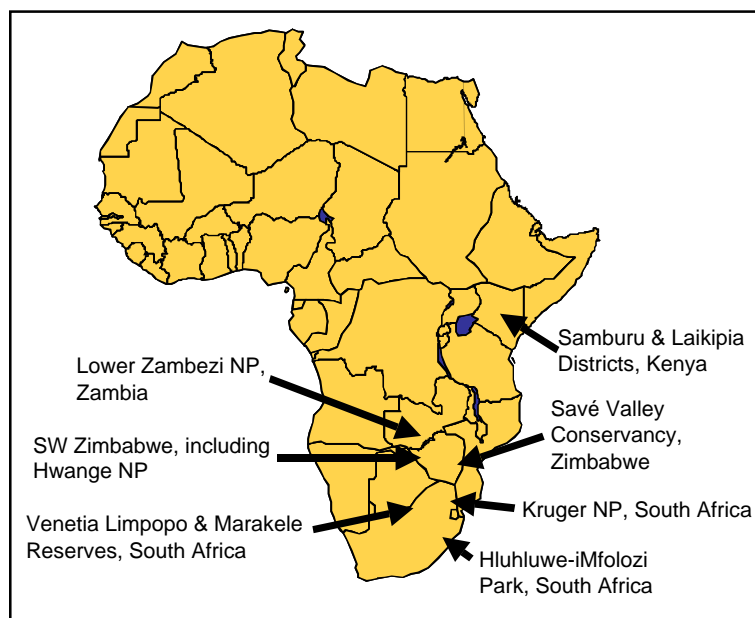 Samburu & Laikipia
Districts, Kenya
Lower Zambezi NP,
Zambia
Savé Valley
Conservancy,
Zimbabwe
SW Zimbabwe, including
Hwange NP
Kruger NP, South Africa
Venetia Limpopo & Marakele
Reserves, South Africa
Hluhluwe-iMfolozi
Park, South Africa